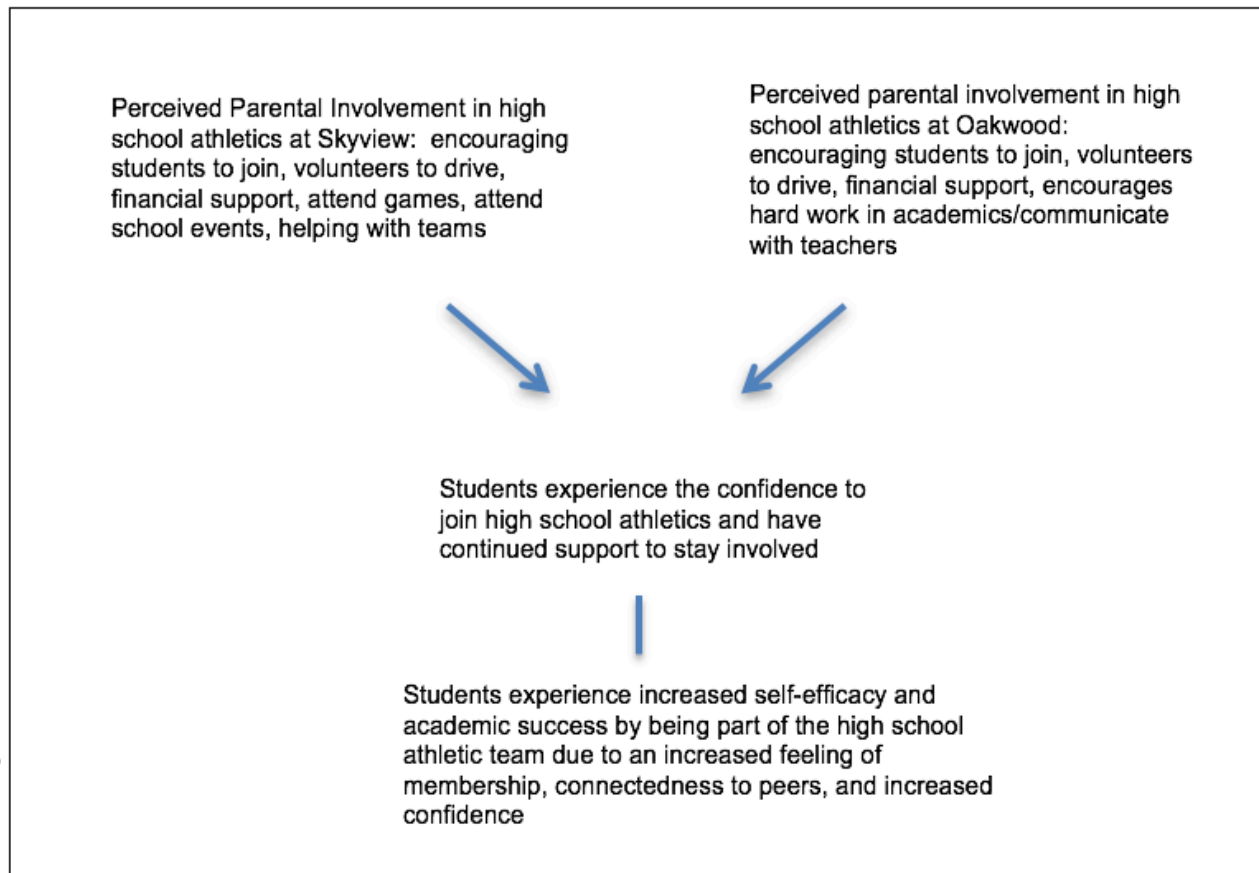 Perceived Parental Involvement in high
school athletics at Skyview: encouraging
students to join, volunteers to drive,
financial support, attend games, attend
school events, helping with teams
Perceived parental involvement in high
school athletics at Oakwood:
encouraging students to join, volunteers
to drive, financial support, encourages
hard work in academics/communicate
with teachers
Students experience the confidence to
join high school athletics and have
continued support to stay involved
Students experience increased self-efficacy and
academic success by being part of the high school
athletic team due to an increased feeling of
membership, connectedness to peers, and increased
confidence